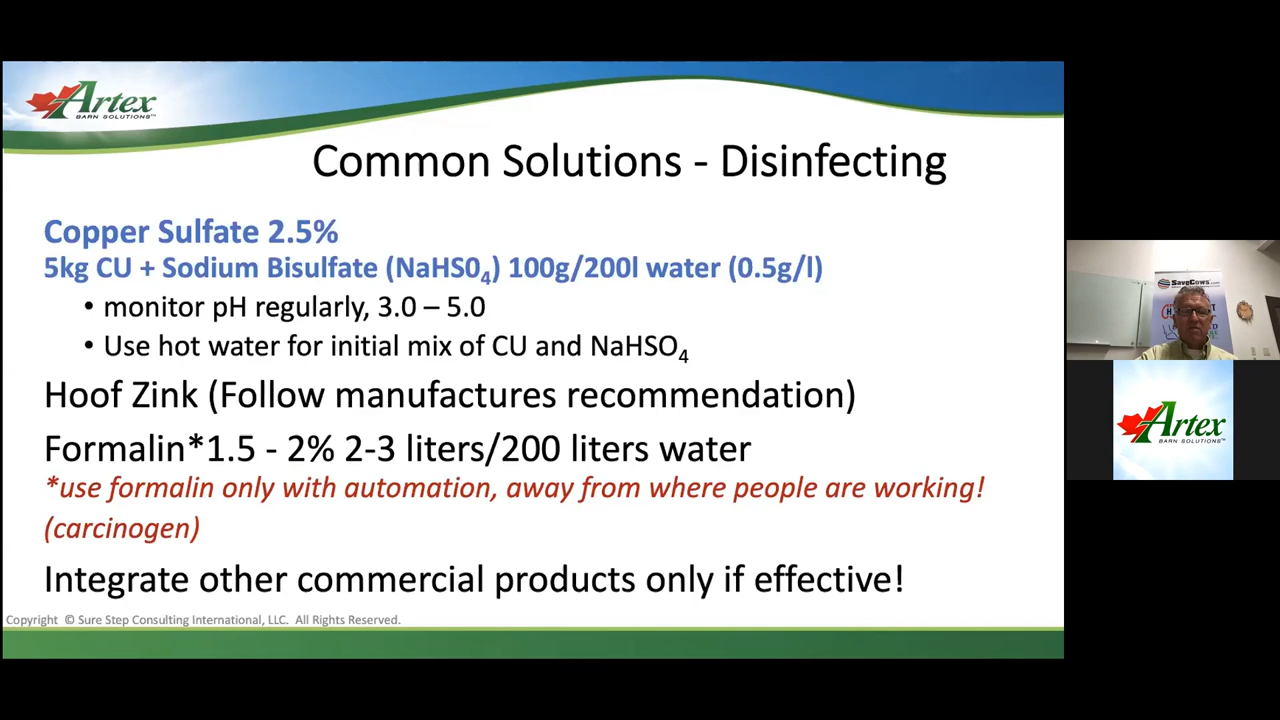 Artex
BARN SOLUTIONS™
Common Solutions - Disinfecting
Copper Sulfate 2.5%
5kg CU + Sodium Bisulfate (NaHS0₄) 100g/200l water (0.5g/l)
• monitor pH regularly, 3.0 – 5.0
• Use hot water for initial mix of CU and NaHSO₄
Hoof Zink (Follow manufactures recommendation)
Formalin*1.5 - 2% 2-3 liters/200 liters water
*use formalin only with automation, away from where people are working!
(carcinogen)
Integrate other commercial products only if effective!
Copyright © Sure Step Consulting International, LLC. All Rights Reserved.
SaveCows.com
Artex
BARN SOLUTIONS™